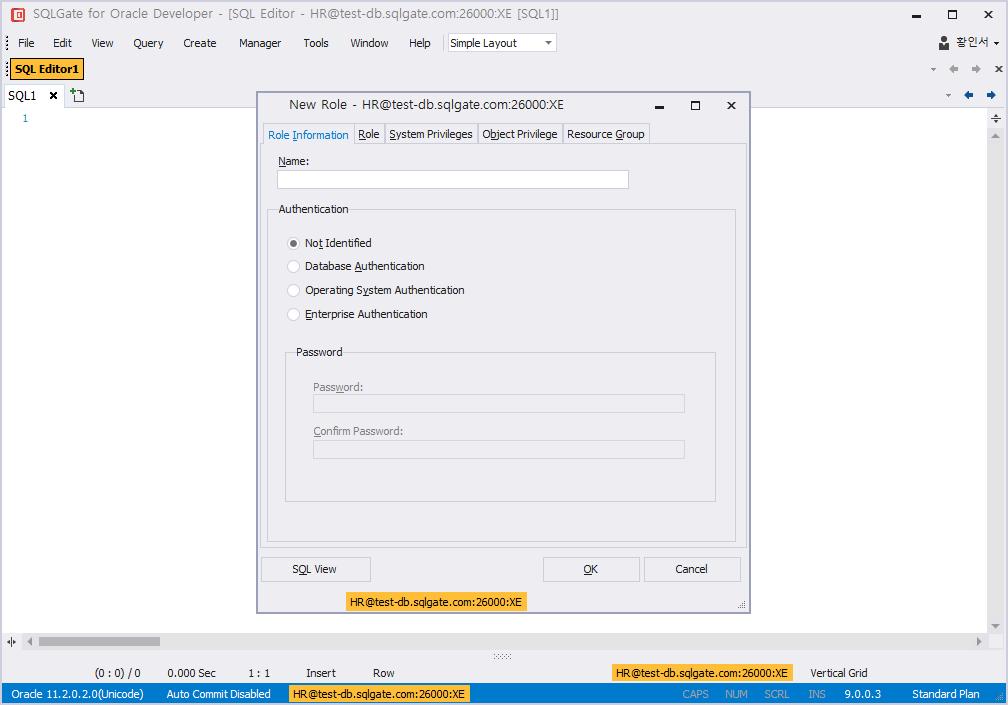 SQLGate for Oracle Developer - [SQL Editor - HR@test-db.sqlgate.com:26000:XE [SQL1]]
File Edit View Query Create Manager Tools Window Help Simple Layout 황인서
SQL Editor1
SQL1
1
New Role - HR@test-db.sqlgate.com:26000:XE
Role Information Role System Privileges Object Privilege Resource Group
Name:
Authentication
Not Identified
Database Authentication
Operating System Authentication
Enterprise Authentication
Password
Password:
Confirm Password:
SQL View OK Cancel
HR@test-db.sqlgate.com:26000:XE
(0 : 0) / 0 0.000 Sec 1 : 1 Insert Row HR@test-db.sqlgate.com:26000:XE Vertical Grid
Oracle 11.2.0.2.0(Unicode) Auto Commit Disabled HR@test-db.sqlgate.com:26000:XE CAPS NUM SCRL INS 9.0.0.3 Standard Plan